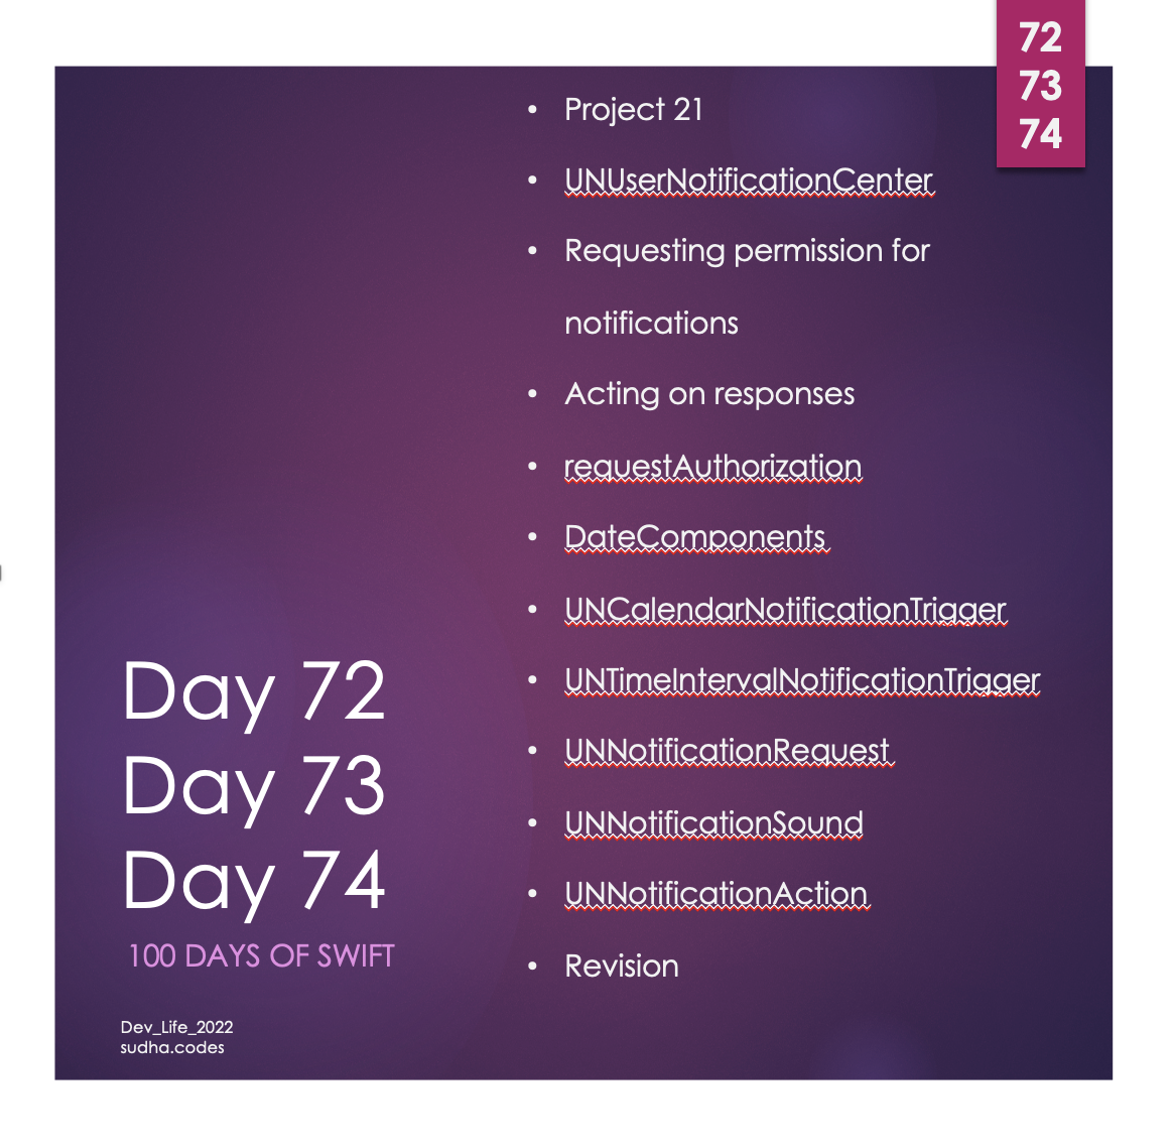 72
73
74
• Project 21
• UNUserNotificationCenter
• Requesting permission for
notifications
• Acting on responses
• requestAuthorization
• DateComponents
• UNCalendarNotificationTrigger
• UNTimeIntervalNotificationTrigger
• UNNotificationRequest
• UNNotificationSound
• UNNotificationAction
• Revision
Day 72
Day 73
Day 74
100 DAYS OF SWIFT
Dev_Life_2022
sudha.codes